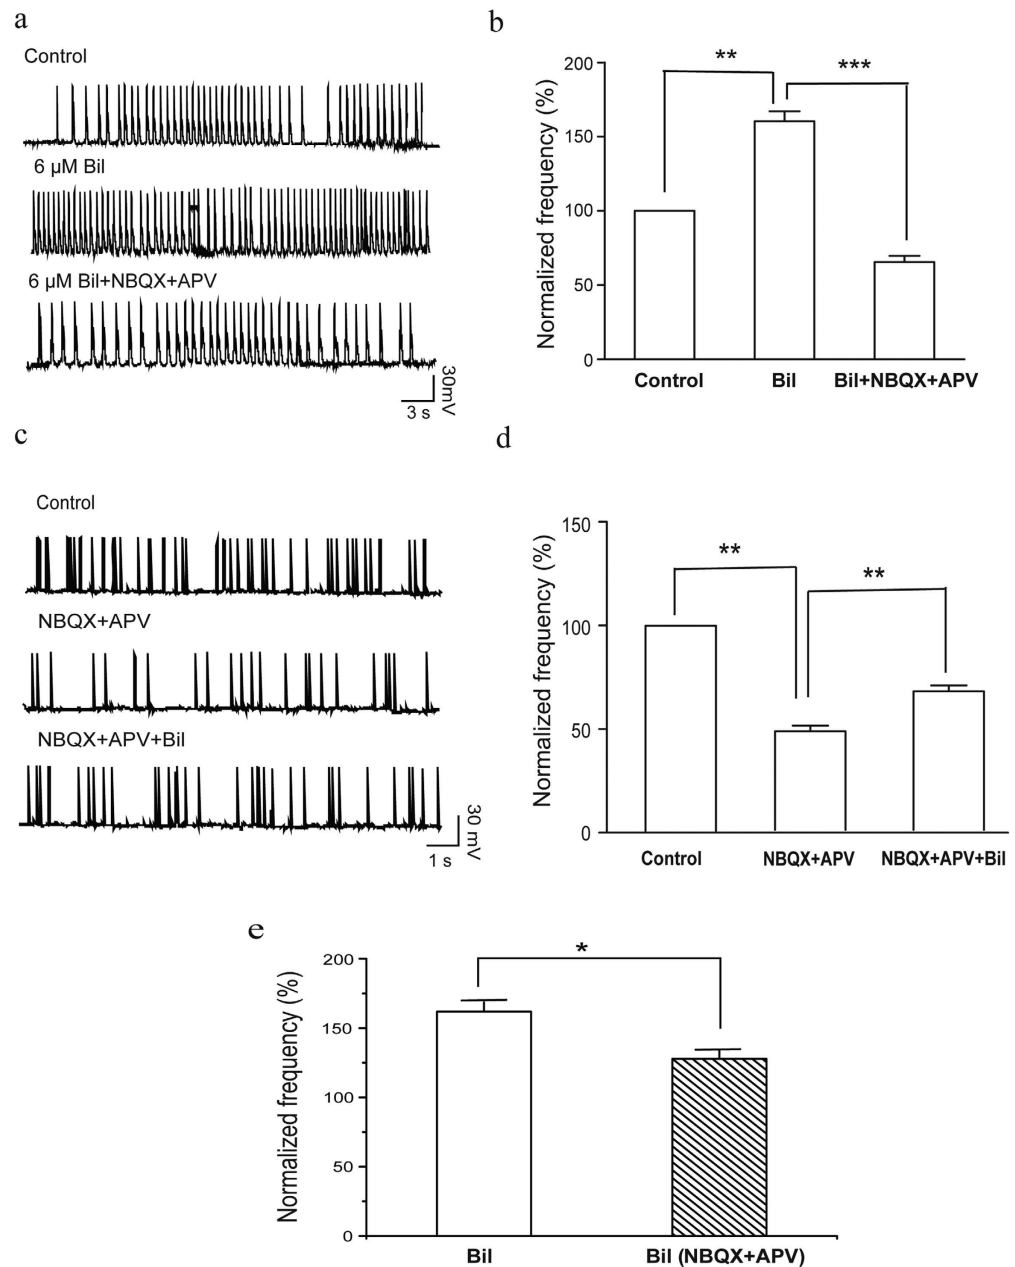 a
Control
6 µM Bil
6 µM Bil+NBQX+APV
30mV
3 s
b
Normalized frequency (%)
200
150
100
50
0
**
***
Control
Bil
Bil+NBQX+APV
c
Control
NBQX+APV
NBQX+APV+Bil
30 mV
1 s
d
Normalized frequency (%)
150
100
50
0
**
**
Control
NBQX+APV
NBQX+APV+Bil
e
Normalized frequency (%)
200
150
100
50
0
*
Bil
Bil (NBQX+APV)